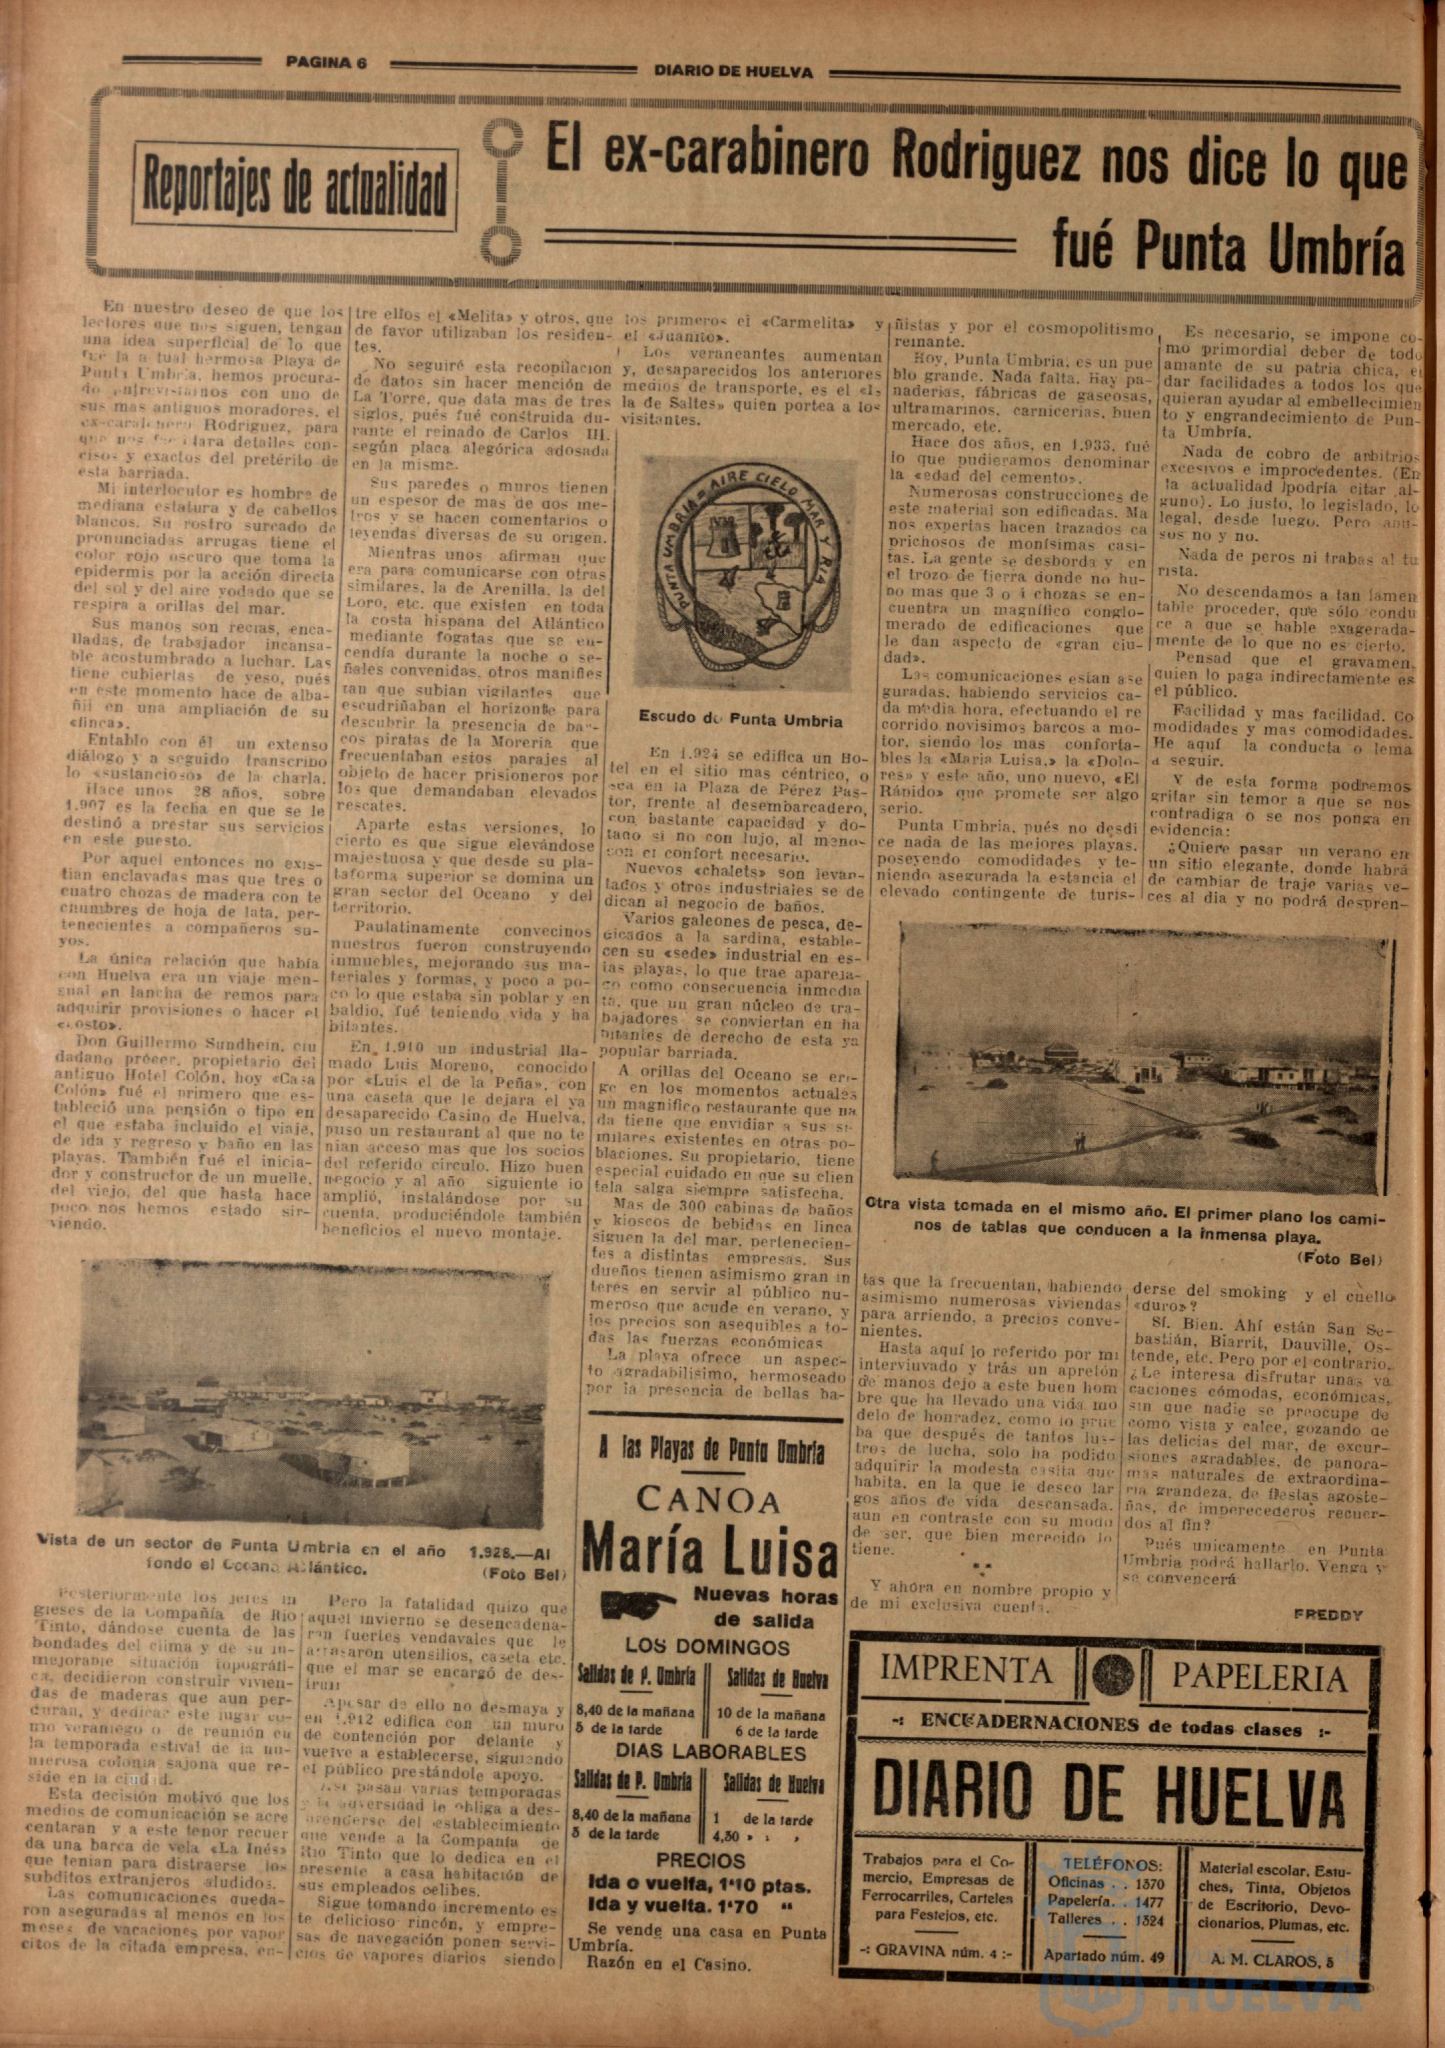 PAGINA 6
DIARIO DE HUELVA
Reportajes de actualidad
El ex-carabinero Rodriguez nos dice lo que
fué Punta Umbría
En nuestro deseo de que los
lectores que nos siguen, tengan
una idea superficial de lo que
fué la a tual hermosa Playa de
Punta Umbría, hemos procura-
do entrevistarnos con uno de
sus mas antiguos moradores, el
ex-carabinero Rodriguez, para
que nos
detalles con-
cisos y exactos del pretérito de
esta barriada.
Mi interlocutor es hombre de
mediana estatura y de cabellos
blancos. Su rostro surcado de
pronunciadas arrugas tiene el
color rojo oscuro que toma la
epidermis por la acción directa
del sol y del aire yodado que se
respira a orillas del mar.
Sus manos son recias, enca-
lladas, de trabajador incansa-
ble acostumbrado a luchar. Las
tiene cubiertas de yeso, pués
en este momento hace de alba-
ñil en una ampliación de su
«finca».
Entablo con él un extenso
diálogo y a seguido transcribo
lo «sustancioso» de la charla.
Hace unos 28 años, sobre
1.907 es la fecha en que se le
destinó a prestar sus servicios
en este puesto.
Por aquel entonces no exis-
tian enclavadas mas que tres o
cuatro chozas de madera con te
chumbres de hoja de lata, per-
tenecientes a compañeros su-
yos.
La única relación que había
con Huelva era un viaje men-
sual en lancha de remos para
adquirir provisiones o hacer el
«costo».
Don Guillermo Sundhein, ciu
dadano prócer, propietario del
antiguo Hotel Colón, hoy «Casa
Colón» fué el primero que es-
tableció una pensión o tipo en
el que estaba incluido el viaje,
de ida y regreso y baño en las
playas. También fué el inicia-
dor y constructor de un muelle,
del viejo, del que hasta hace
poco nos hemos estado sir-
viendo.
Vista de un sector de Punta Umbria en el año 1.928.—Al
fondo el Oceano Atlántico.
(Foto Bel)
Posteriormente los jefes in
gleses de la Compañía de Rio
Tinto, dándose cuenta de las
bondades del clima y de su in-
mejorable situación topográfi-
ca, decidieron construir vivien-
das de maderas que aun per-
duran, y dedicar este lugar co-
mo veraniego o de reunión en
la temporada estival de la nu-
merosa colonia sajona que re-
side en la ciudad.
Esta decisión motivó que los
medios de comunicación se acre
centaran y a este tenor recuer
da una barca de vela «La Inés»
que tenian para distraerse los
subditos extranjeros aludidos.
Las comunicaciones queda-
ron aseguradas al menos en los
meses de vacaciones por vapor
citos de la citada empresa, en-
tre ellos el «Melita» y otros, que
de favor utilizaban los residen-
tes.
No seguiré esta recopilación
de datos sin hacer mención de
La Torre, que data mas de tres
siglos, pués fué construida du-
rante el reinado de Carlos III,
según placa alegórica adosada
en la misme.
Sus paredes o muros tienen
un espesor de mas de dos me-
tros y se hacen comentarios o
leyendas diversas de su origen.
Mientras unos afirman que
era para comunicarse con otras
similares, la de Arenilla, la del
Loro, etc. que existen en toda
la costa hispana del Atlántico
mediante fogatas que se en-
cendía durante la noche o se-
ñales convenidas, otros manifies
tan que subian vigilantes que
escudriñaban el horizonte para
descubrir la presencia de bar-
cos piratas de la Moreria que
frecuentaban estos parajes al
objeto de hacer prisioneros por
los que demandaban elevados
rescates.
Aparte estas versiones, lo
cierto es que sigue elevándose
majestuosa y que desde su pla-
taforma superior se domina un
gran sector del Oceano y del
territorio.
Paulatinamente convecinos
nuestros fueron construyendo
inmuebles, mejorando sus ma-
teriales y formas, y poco a po-
co lo que estaba sin poblar y en
baldio, fué teniendo vida y ha
bitantes.
En 1.910 un industrial lla-
mado Luis Moreno, conocido
por «Luis el de la Peña», con
una caseta que le dejara el ya
desaparecido Casino de Huelva,
puso un restaurant al que no te
nian acceso mas que los socios
del referido circulo. Hizo buen
negocio y al año siguiente lo
amplió, instalándose por su
cuenta, produciéndole también
beneficios el nuevo montaje.
Pero la fatalidad quizo que
aquel invierno se desencadena-
ran fuertes vendavales que le
arrasaron utensilios, caseta etc.
que el mar se encargó de des-
truir
Apesar de ello no desmaya y
en 1.912 edifica con un muro
de contención por delante y
vuelve a establecerse, siguiendo
el público prestándole apoyo.
Así pasan varias temporadas
y la adversidad le obliga a des-
prenderse del establecimiento
que vende a la Compañía de
Rio Tinto que lo dedica en el
presente a casa habitación de
sus empleados celibes.
Sigue tomando incremento es
te delicioso rincón, y empre-
sas de navegación ponen servi-
cios de vapores diarios siendo
los primeros el «Carmelita» y
el «Juanito».
Los veraneantes aumentan
y, desaparecidos los anteriores
medios de transporte, es el «Is
la de Saltes» quien portea a los
visitantes.
PUNTA UMBRIA=AIRE CIELO MAR Y RIA
Escudo de Punta Umbria
En 1.924 se edifica un Ho-
tel en el sitio mas céntrico, o
sea en la Plaza de Pérez Pas-
tor, frente al desembarcadero,
con bastante capacidad y do-
tado si no con lujo, al menos
con el confort necesario.
Nuevos «chalets» son levan-
tados y otros industriales se de
dican al negocio de baños.
Varios galeones de pesca, de-
dicados a la sardina, estable-
cen su «sede» industrial en es-
tas playas, lo que trae apareja-
do como consecuencia inmedia
ta, que un gran núcleo de tra-
bajadores se conviertan en ha
bitantes de derecho de esta ya
popular barriada.
A orillas del Oceano se eri-
ge en los momentos actuales
un magnifico restaurante que na
da tiene que envidiar a sus si-
milares existentes en otras po-
blaciones. Su propietario, tiene
especial cuidado en que su clien
tela salga siempre satisfecha.
Mas de 300 cabinas de baños
y kioscos de bebidas en linea
siguen la del mar, pertenecien-
tes a distintas empresas. Sus
dueños tienen asimismo gran in
terés en servir al público nu-
meroso que acude en verano, y
los precios son asequibles a to-
das las fuerzas económicas
La playa ofrece un aspec-
to agradabilisimo, hermoseado
por la presencia de bellas ba-
A las Playas de Punta Umbría
CANOA
María Luisa
Nuevas horas
de salida
LOS DOMINGOS
Salidas de P. Umbría
Salidas de Huelva
8,40 de la mañana
10 de la mañana
5 de la tarde
6 de la tarde
DIAS LABORABLES
Salidas de P. Umbria
Salidas de Huelva
8,40 de la mañana
1 de la tarde
5 de la tarde
4,30 » » »
PRECIOS
Ida o vuelta, 1'10 ptas.
Ida y vuelta. 1'70 "
Se vende una casa en Punta
Umbría.
Razón en el Casino.
ñistas y por el cosmopolitismo
reinante.
Hoy, Punta Umbria, es un pue
blo grande. Nada falta. Hay pa-
naderias, fábricas de gaseosas,
ultramarinos, carnicerias, buen
mercado, etc.
Hace dos años, en 1.933, fué
lo que pudieramos denominar
la «edad del cemento».
Numerosas construcciones de
este material son edificadas. Ma
nos expertas hacen trazados ca
prichosos de monísimas casi-
tas. La gente se desborda y en
el trozo de tierra donde no hu-
no mas que 3 o 4 chozas se en-
cuentra un magnífico conglo-
merado de edificaciones que
le dan aspecto de «gran ciu-
dad».
Las comunicaciones estan ase
guradas, habiendo servicios ca-
da media hora, efectuando el re
corrido novisimos barcos a mo-
tor, siendo los mas conforta-
bles la «Maria Luisa,» la «Dolo-
res» y este año, uno nuevo, «El
Rápido» que promete ser algo
serio.
Punta Umbria, pués no desdi
ce nada de las mejores playas,
poseyendo comodidades y te-
niendo asegurada la estancia el
elevado contingente de turis-
Es necesario, se impone co-
mo primordial deber de todo
amante de su patria chica, el
dar facilidades a todos los que
quieran ayudar al embellecimien
to y engrandecimiento de Pun-
ta Umbría.
Nada de cobro de arbitrios
excesivos e improcedentes. (En
la actualidad podría citar al-
guno). Lo justo, lo legislado, lo
legal, desde luego. Pero abu-
sos no y no.
Nada de peros ni trabas al tu
rista.
No descendamos a tan lamen
table proceder, que sólo condu
ce a que se hable exagerada-
mente de lo que no es cierto.
Pensad que el gravamen,
quien lo paga indirectamente es
el público.
Facilidad y mas facilidad. Co
modidades y mas comodidades.
He aqui la conducta o lema
a seguir.
Y de esta forma podremos
gritar sin temor a que se nos
contradiga o se nos ponga en
evidencia:
¿Quiere pasar un verano en
un sitio elegante, donde habrá
de cambiar de traje varias ve-
ces al dia y no podrá despren-
Otra vista tomada en el mismo año. El primer plano los cami-
nos de tablas que conducen a la inmensa playa.
(Foto Bel)
tas que la frecuentan, habiendo
asimismo numerosas viviendas
para arriendo, a precios conve-
nientes.
Hasta aquí lo referido por mi
interviuvado y trás un apretón
de manos dejo a este buen hom
bre que ha llevado una vida mo
delo de honradez, como lo prue
ba que después de tantos lus-
tros de lucha, solo ha podido
adquirir la modesta casita que
habita, en la que le deseo lar
gos años de vida descansada,
aun en contraste con su modo
de ser, que bien merecido lo
tiene.
Y ahora en nombre propio y
de mi exclusiva cuenta.
derse del smoking y el cuello
«duro»?
Sí. Bien. Ahí están San Se-
bastián, Biarrit, Dauville, Os-
tende, etc. Pero por el contrario,
¿Le interesa disfrutar unas va
caciones cómodas, económicas,
sin que nadie se preocupe de
como vista y calce, gozando de
las delicias del mar, de excur-
siones agradables, de panora-
mas naturales de extraordina-
ria grandeza, de fiestas agoste-
ñas, de imperecederos recuer-
dos al fin?
Pués unicamente en Punta
Umbria podrá hallarlo. Venga y
se convencerá
FREDDY
IMPRENTA
PAPELERIA
-: ENCUADERNACIONES de todas clases :-
DIARIO DE HUELVA
Trabajos para el Co-
mercio, Empresas de
Ferrocarriles, Carteles
para Festejos, etc.
-: GRAVINA núm. 4 :-
TELÉFONOS:
Oficinas . . 1370
Papelería. . 1477
Talleres . . 1324
Apartado núm. 49
Material escolar, Estu-
ches, Tinta, Objetos
de Escritorio, Devo-
cionarios, Plumas, etc.
A. M. CLAROS, 5
HUELVA